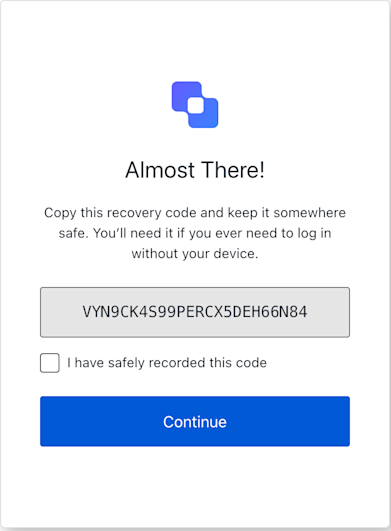 Almost There!
Copy this recovery code and keep it somewhere
safe. You’ll need it if you ever need to log in
without your device.
VYN9CK4S99PERCX5DEH66N84
I have safely recorded this code
Continue